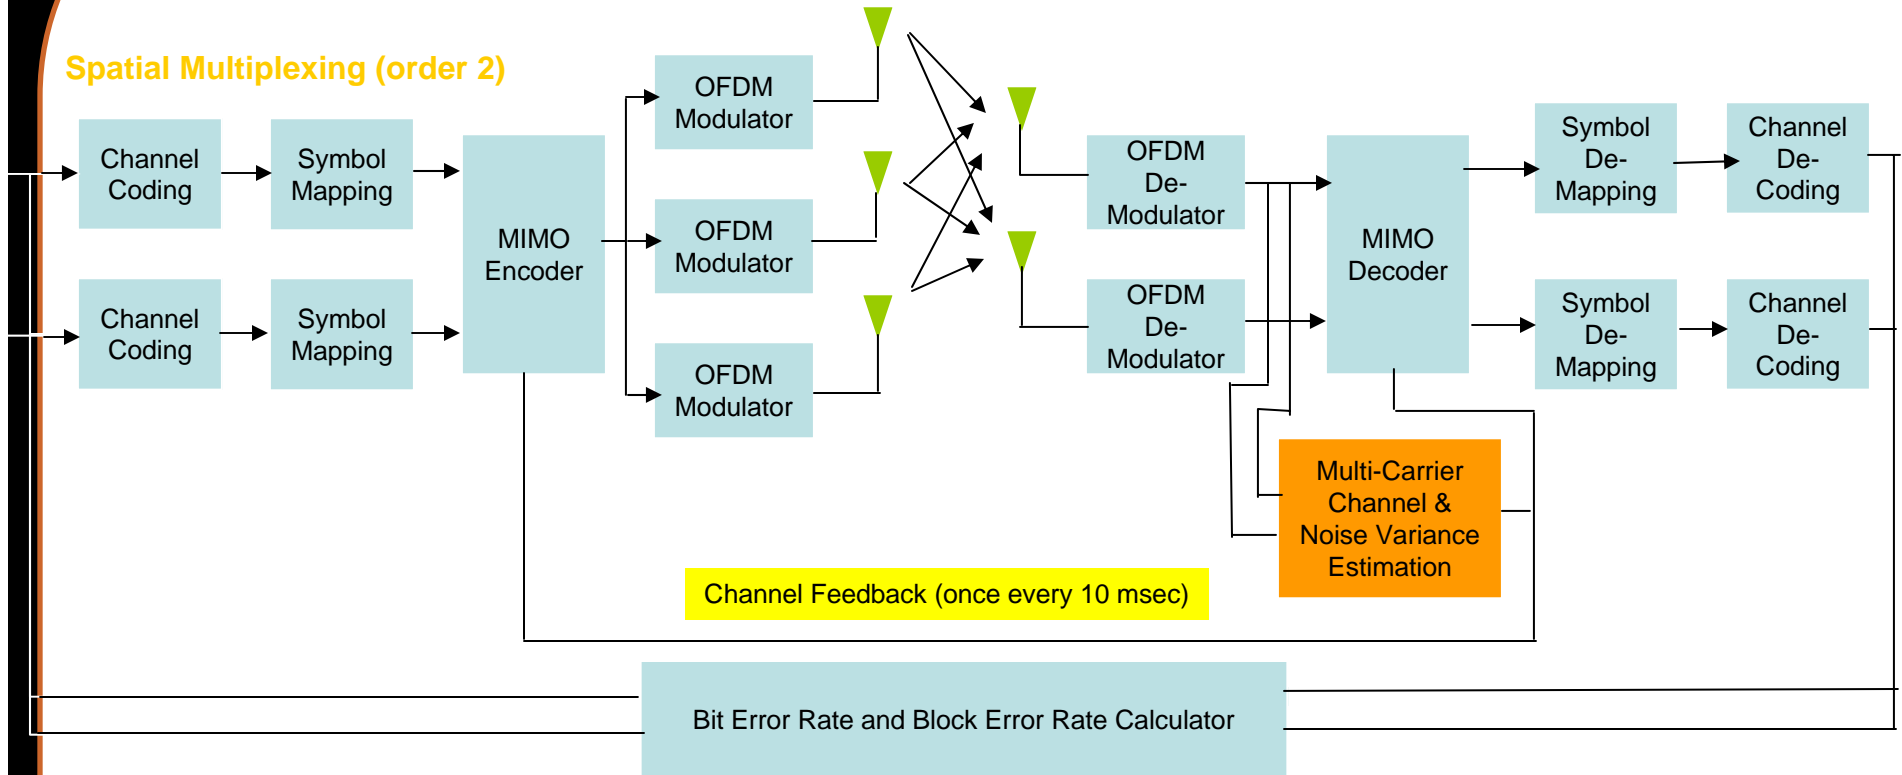 Spatial Multiplexing (order 2)
Channel
Coding
Symbol
Mapping
Channel
Coding
Symbol
Mapping
MIMO
Encoder
OFDM
Modulator
OFDM
Modulator
OFDM
Modulator
OFDM
De-
Modulator
OFDM
De-
Modulator
MIMO
Decoder
Symbol
De-
Mapping
Channel
De-
Coding
Symbol
De-
Mapping
Channel
De-
Coding
Multi-Carrier
Channel &
Noise Variance
Estimation
Channel Feedback (once every 10 msec)
Bit Error Rate and Block Error Rate Calculator